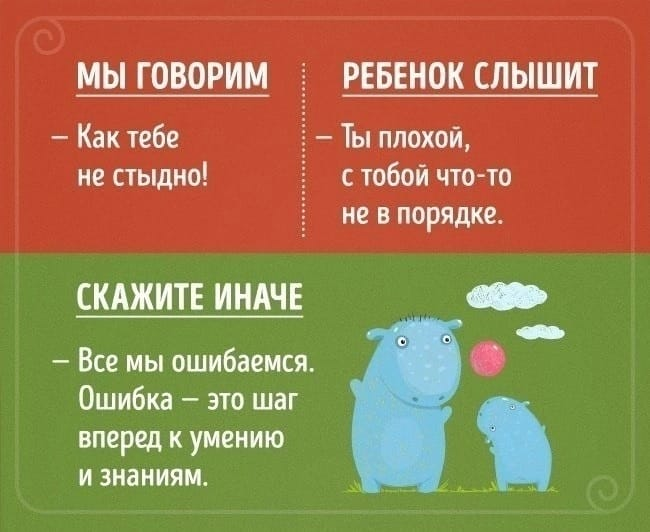 МЫ ГОВОРИМ
– Как тебе
не стыдно!
РЕБЕНОК СЛЫШИТ
– Ты плохой,
с тобой что-то
не в порядке.
СКАЖИТЕ ИНАЧЕ
– Все мы ошибаемся.
Ошибка – это шаг
вперед к умению
и знаниям.